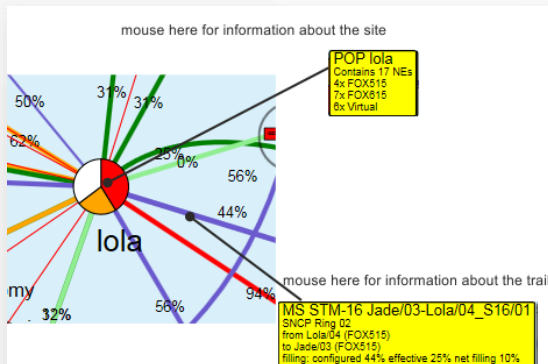 mouse here for information about the site
POP lola
Contains 17 NEs
4x FOX515
7x FOX615
6x Virtual
31%
31%
50%
62%
25%
0%
56%
44%
lola
mouse here for information about the trail
omy
94%
32%
56%
MS STM-16 Jade/03-Lola/04_S16/01
SNCP Ring 02
from Lola/04 (FOX515)
to Jade/03 (FOX515)
filling: configured 44% effective 25% net filling 10%